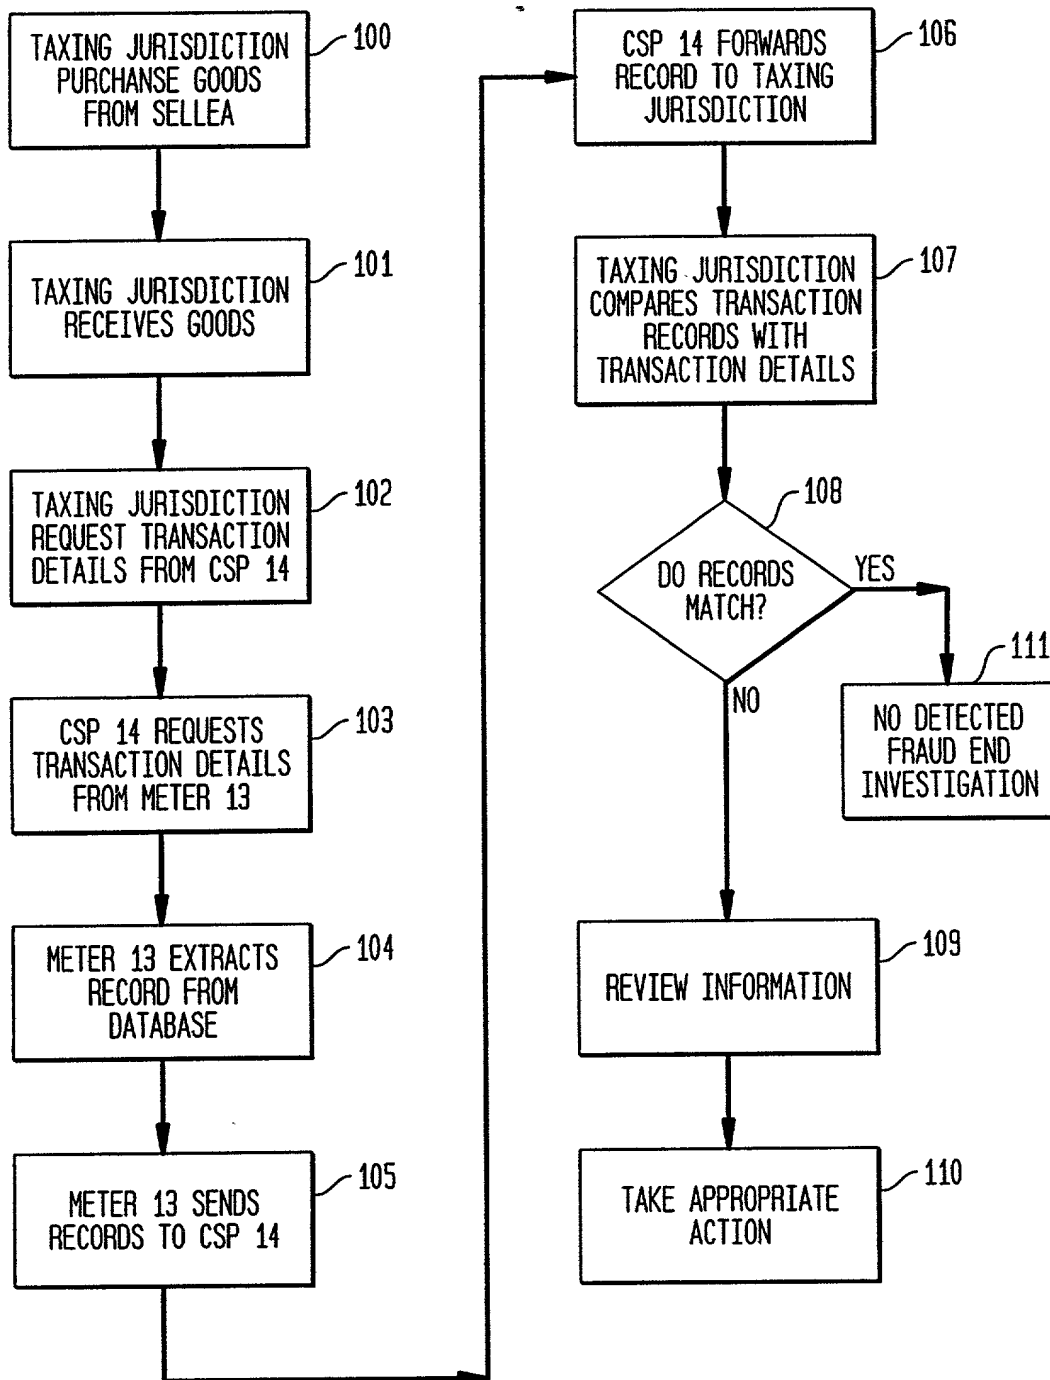 TAXING JURISDICTION
PURCHANSE GOODS
FROM SELLEA
100
TAXING JURISDICTION
RECEIVES GOODS
101
TAXING JURISDICTION
REQUEST TRANSACTION
DETAILS FROM CSP 14
102
CSP 14 REQUESTS
TRANSACTION DETAILS
FROM METER 13
103
METER 13 EXTRACTS
RECORD FROM
DATABASE
104
METER 13 SENDS
RECORDS TO CSP 14
105
CSP 14 FORWARDS
RECORD TO TAXING
JURISDICTION
106
TAXING JURISDICTION
COMPARES TRANSACTION
RECORDS WITH
TRANSACTION DETAILS
107
DO RECORDS
MATCH?
108
YES
NO
NO DETECTED
FRAUD END
INVESTIGATION
111
REVIEW INFORMATION
109
TAKE APPROPRIATE
ACTION
110